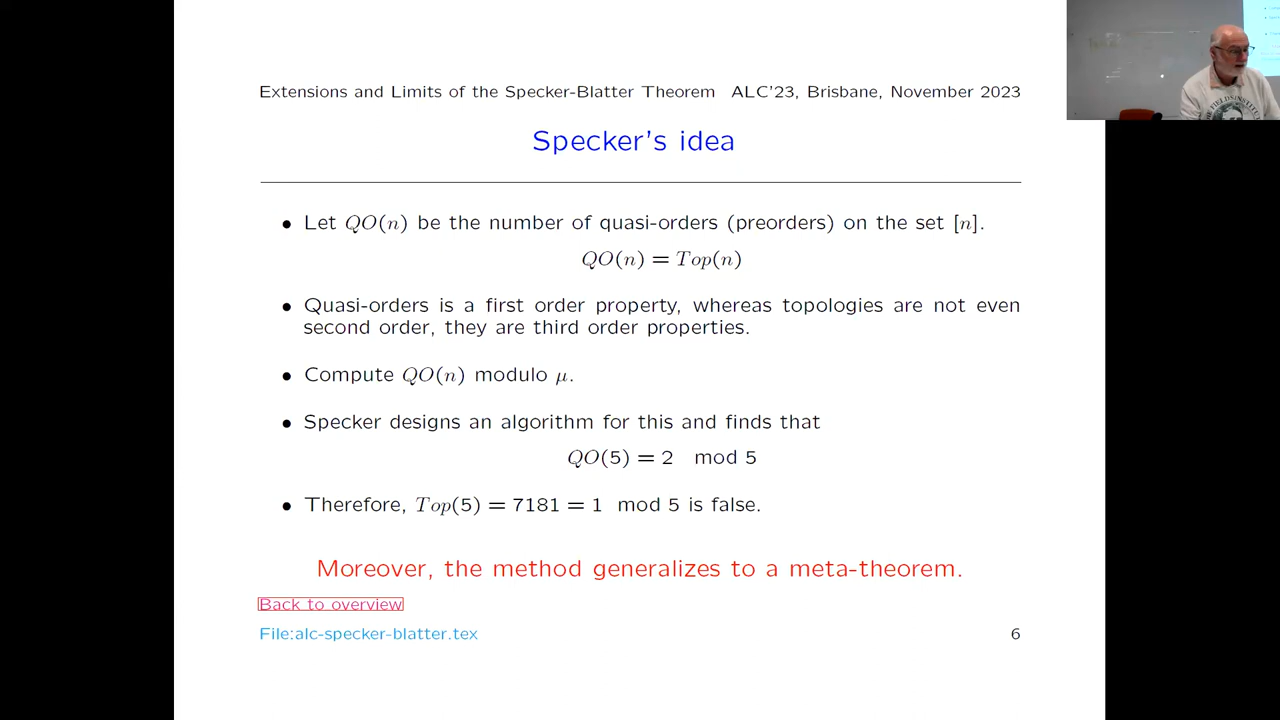 Extensions and Limits of the Specker-Blatter Theorem ALC'23, Brisbane, November 2023
Specker's idea
• Let QO(n) be the number of quasi-orders (preorders) on the set [n].
QO(n) = Top(n)
• Quasi-orders is a first order property, whereas topologies are not even
second order, they are third order properties.
• Compute QO(n) modulo μ.
• Specker designs an algorithm for this and finds that
QO(5) = 2 mod 5
• Therefore, Top(5) = 7181 = 1 mod 5 is false.
Moreover, the method generalizes to a meta-theorem.
Back to overview
File:alc-specker-blatter.tex
6